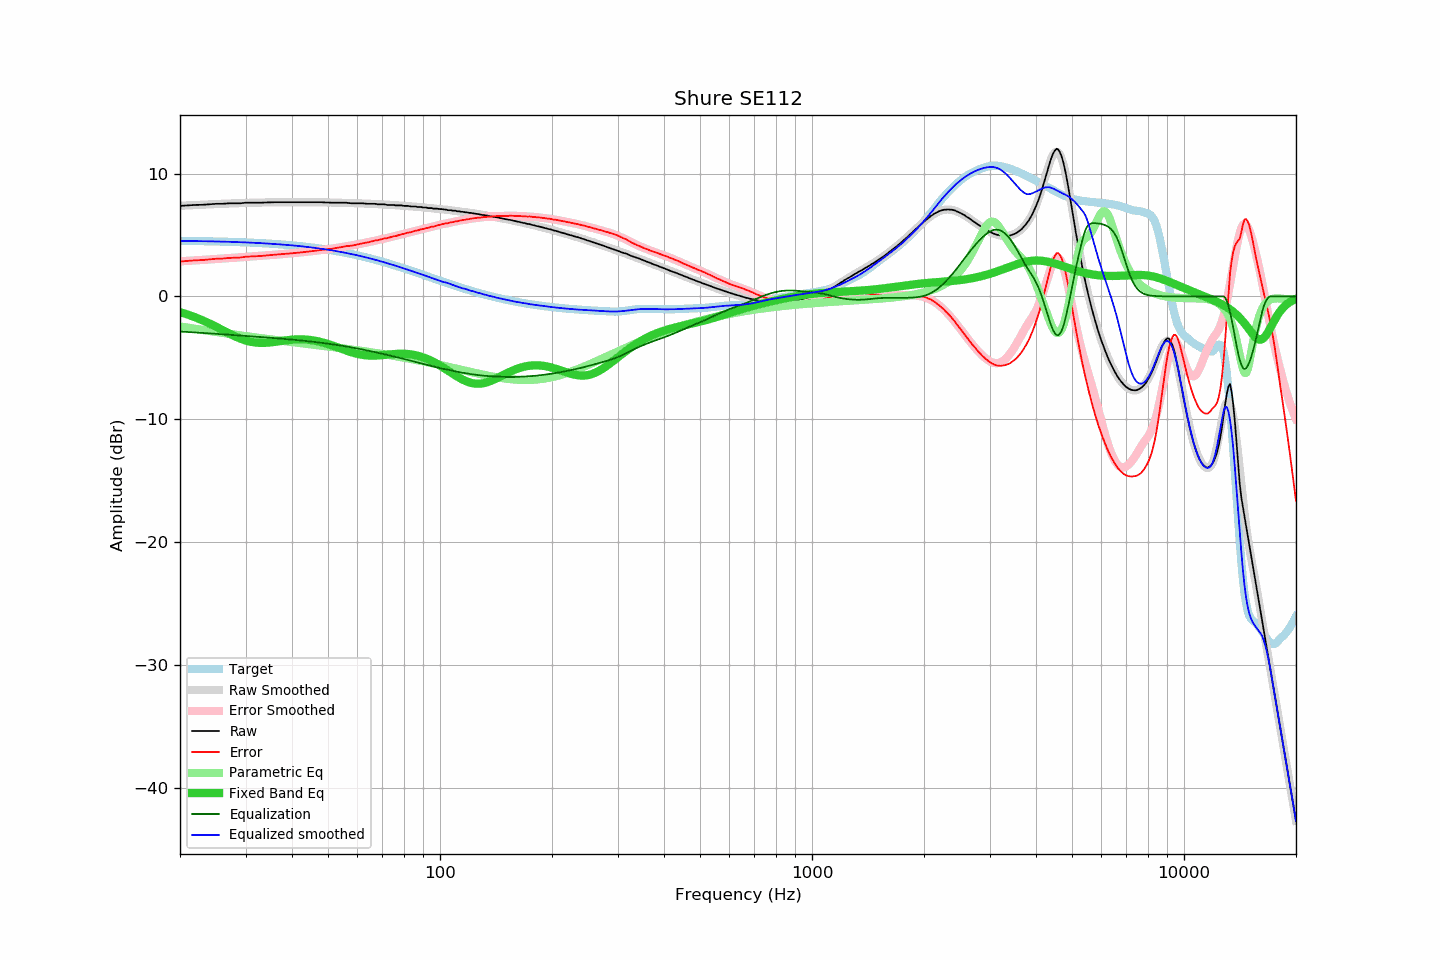 Shure SE112
10
0
−10
−20
−30
−40
Amplitude (dBr)
Target
Raw Smoothed
Error Smoothed
Raw
Error
Parametric Eq
Fixed Band Eq
Equalization
Equalized smoothed
100 1000 10000
Frequency (Hz)